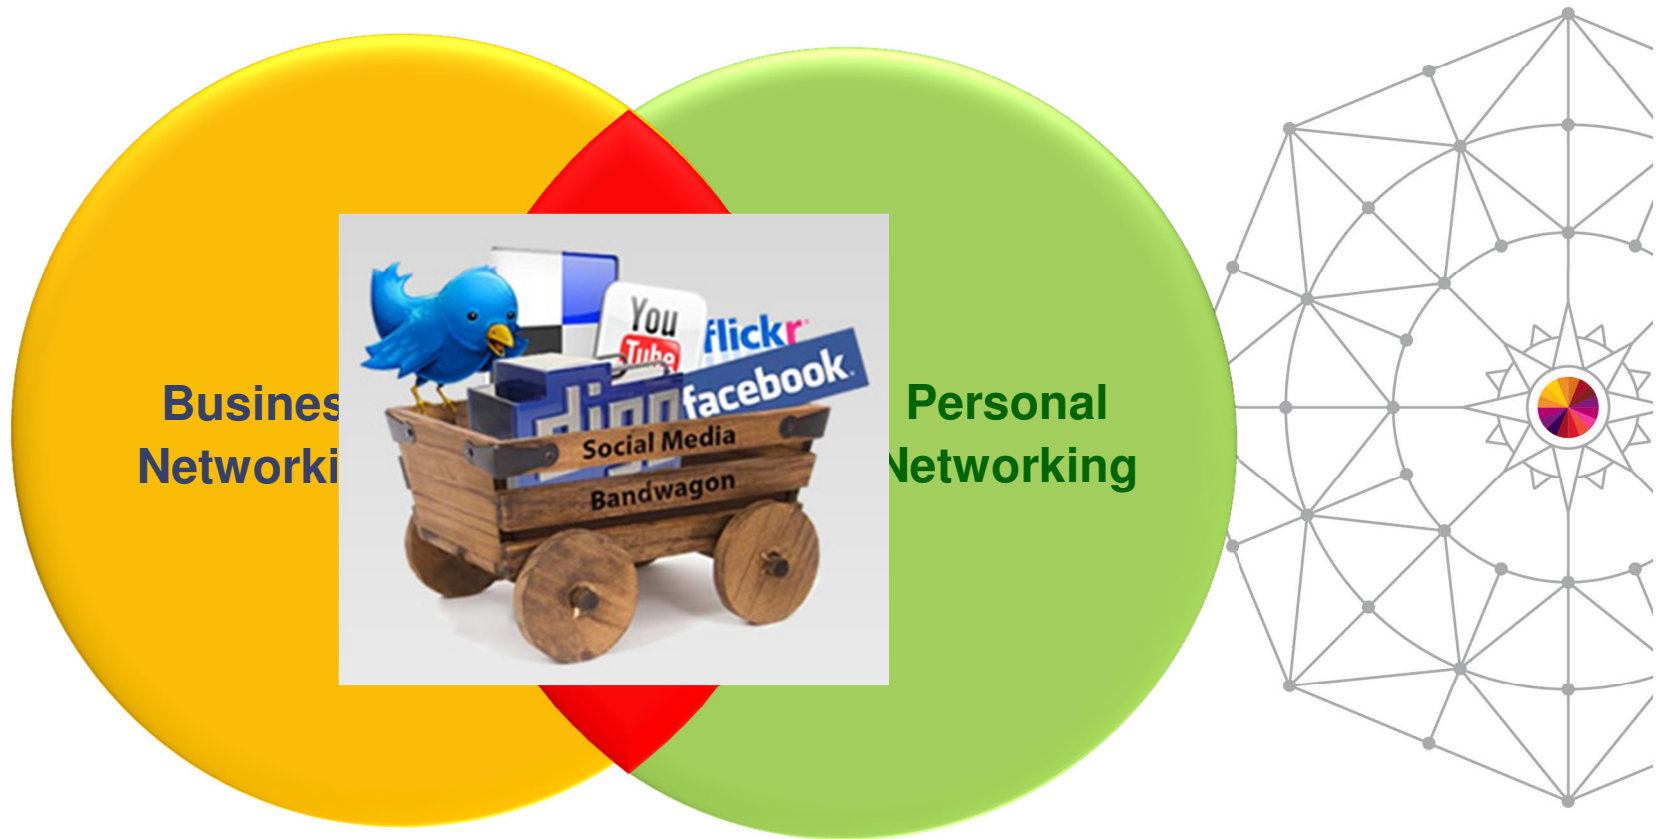 Busines
Networki
You
Tube
flickr
facebook.
digg
Social Media
Bandwagon
Personal
Networking